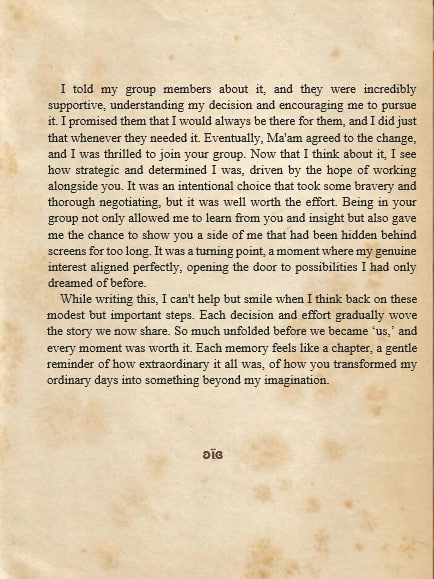 I told my group members about it, and they were incredibly
supportive, understanding my decision and encouraging me to pursue
it. I promised them that I would always be there for them, and I did just
that whenever they needed it. Eventually, Ma'am agreed to the change,
and I was thrilled to join your group. Now that I think about it, I see
how strategic and determined I was, driven by the hope of working
alongside you. It was an intentional choice that took some bravery and
thorough negotiating, but it was well worth the effort. Being in your
group not only allowed me to learn from you and insight but also gave
me the chance to show you a side of me that had been hidden behind
screens for too long. It was a turning point, a moment where my genuine
interest aligned perfectly, opening the door to possibilities I had only
dreamed of before.
While writing this, I can't help but smile when I think back on these
modest but important steps. Each decision and effort gradually wove
the story we now share. So much unfolded before we became ‘us,’ and
every moment was worth it. Each memory feels like a chapter, a gentle
reminder of how extraordinary it all was, of how you transformed my
ordinary days into something beyond my imagination.